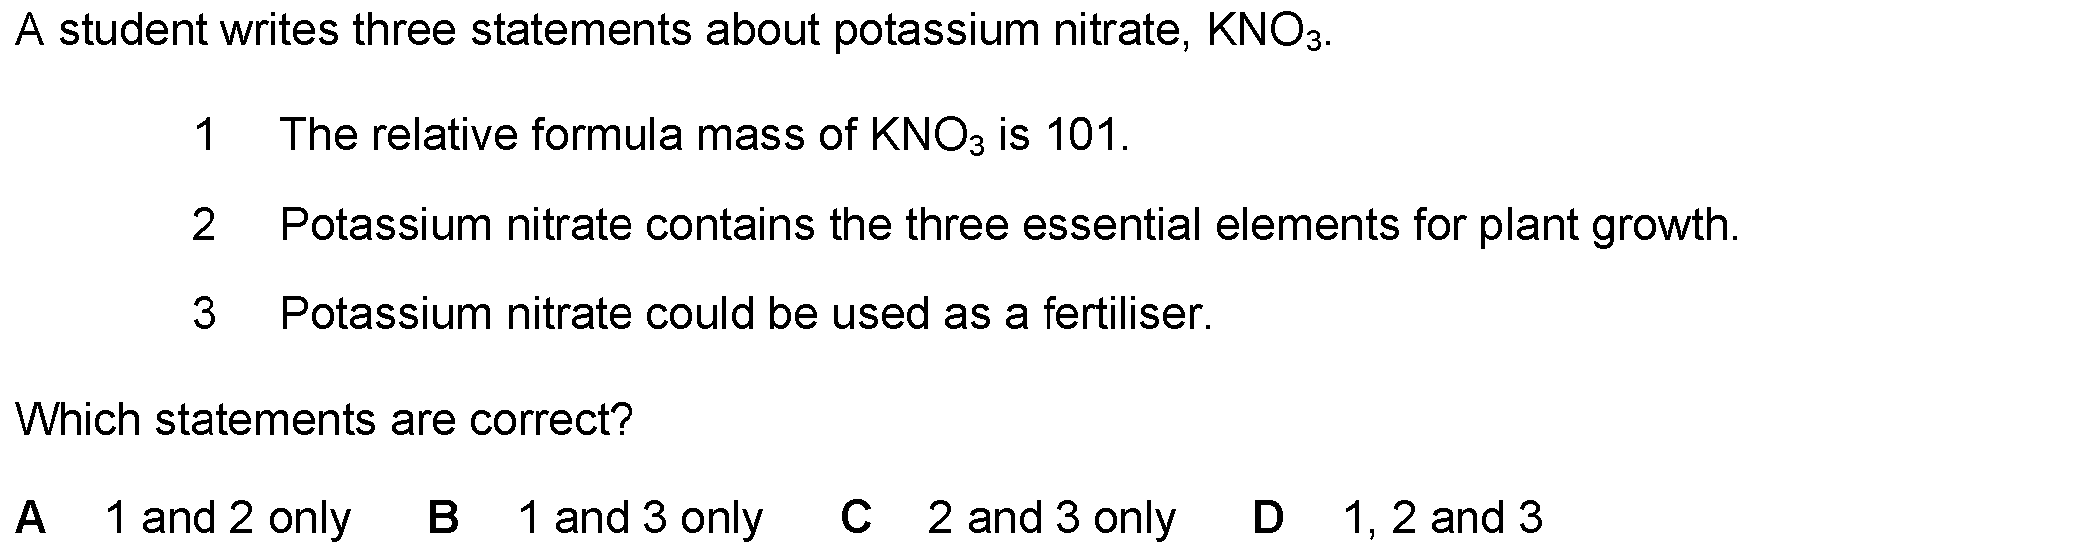 A student writes three statements about potassium nitrate, KNO₃.
1 The relative formula mass of KNO₃ is 101.
2 Potassium nitrate contains the three essential elements for plant growth.
3 Potassium nitrate could be used as a fertiliser.
Which statements are correct?
A 1 and 2 only B 1 and 3 only C 2 and 3 only D 1, 2 and 3